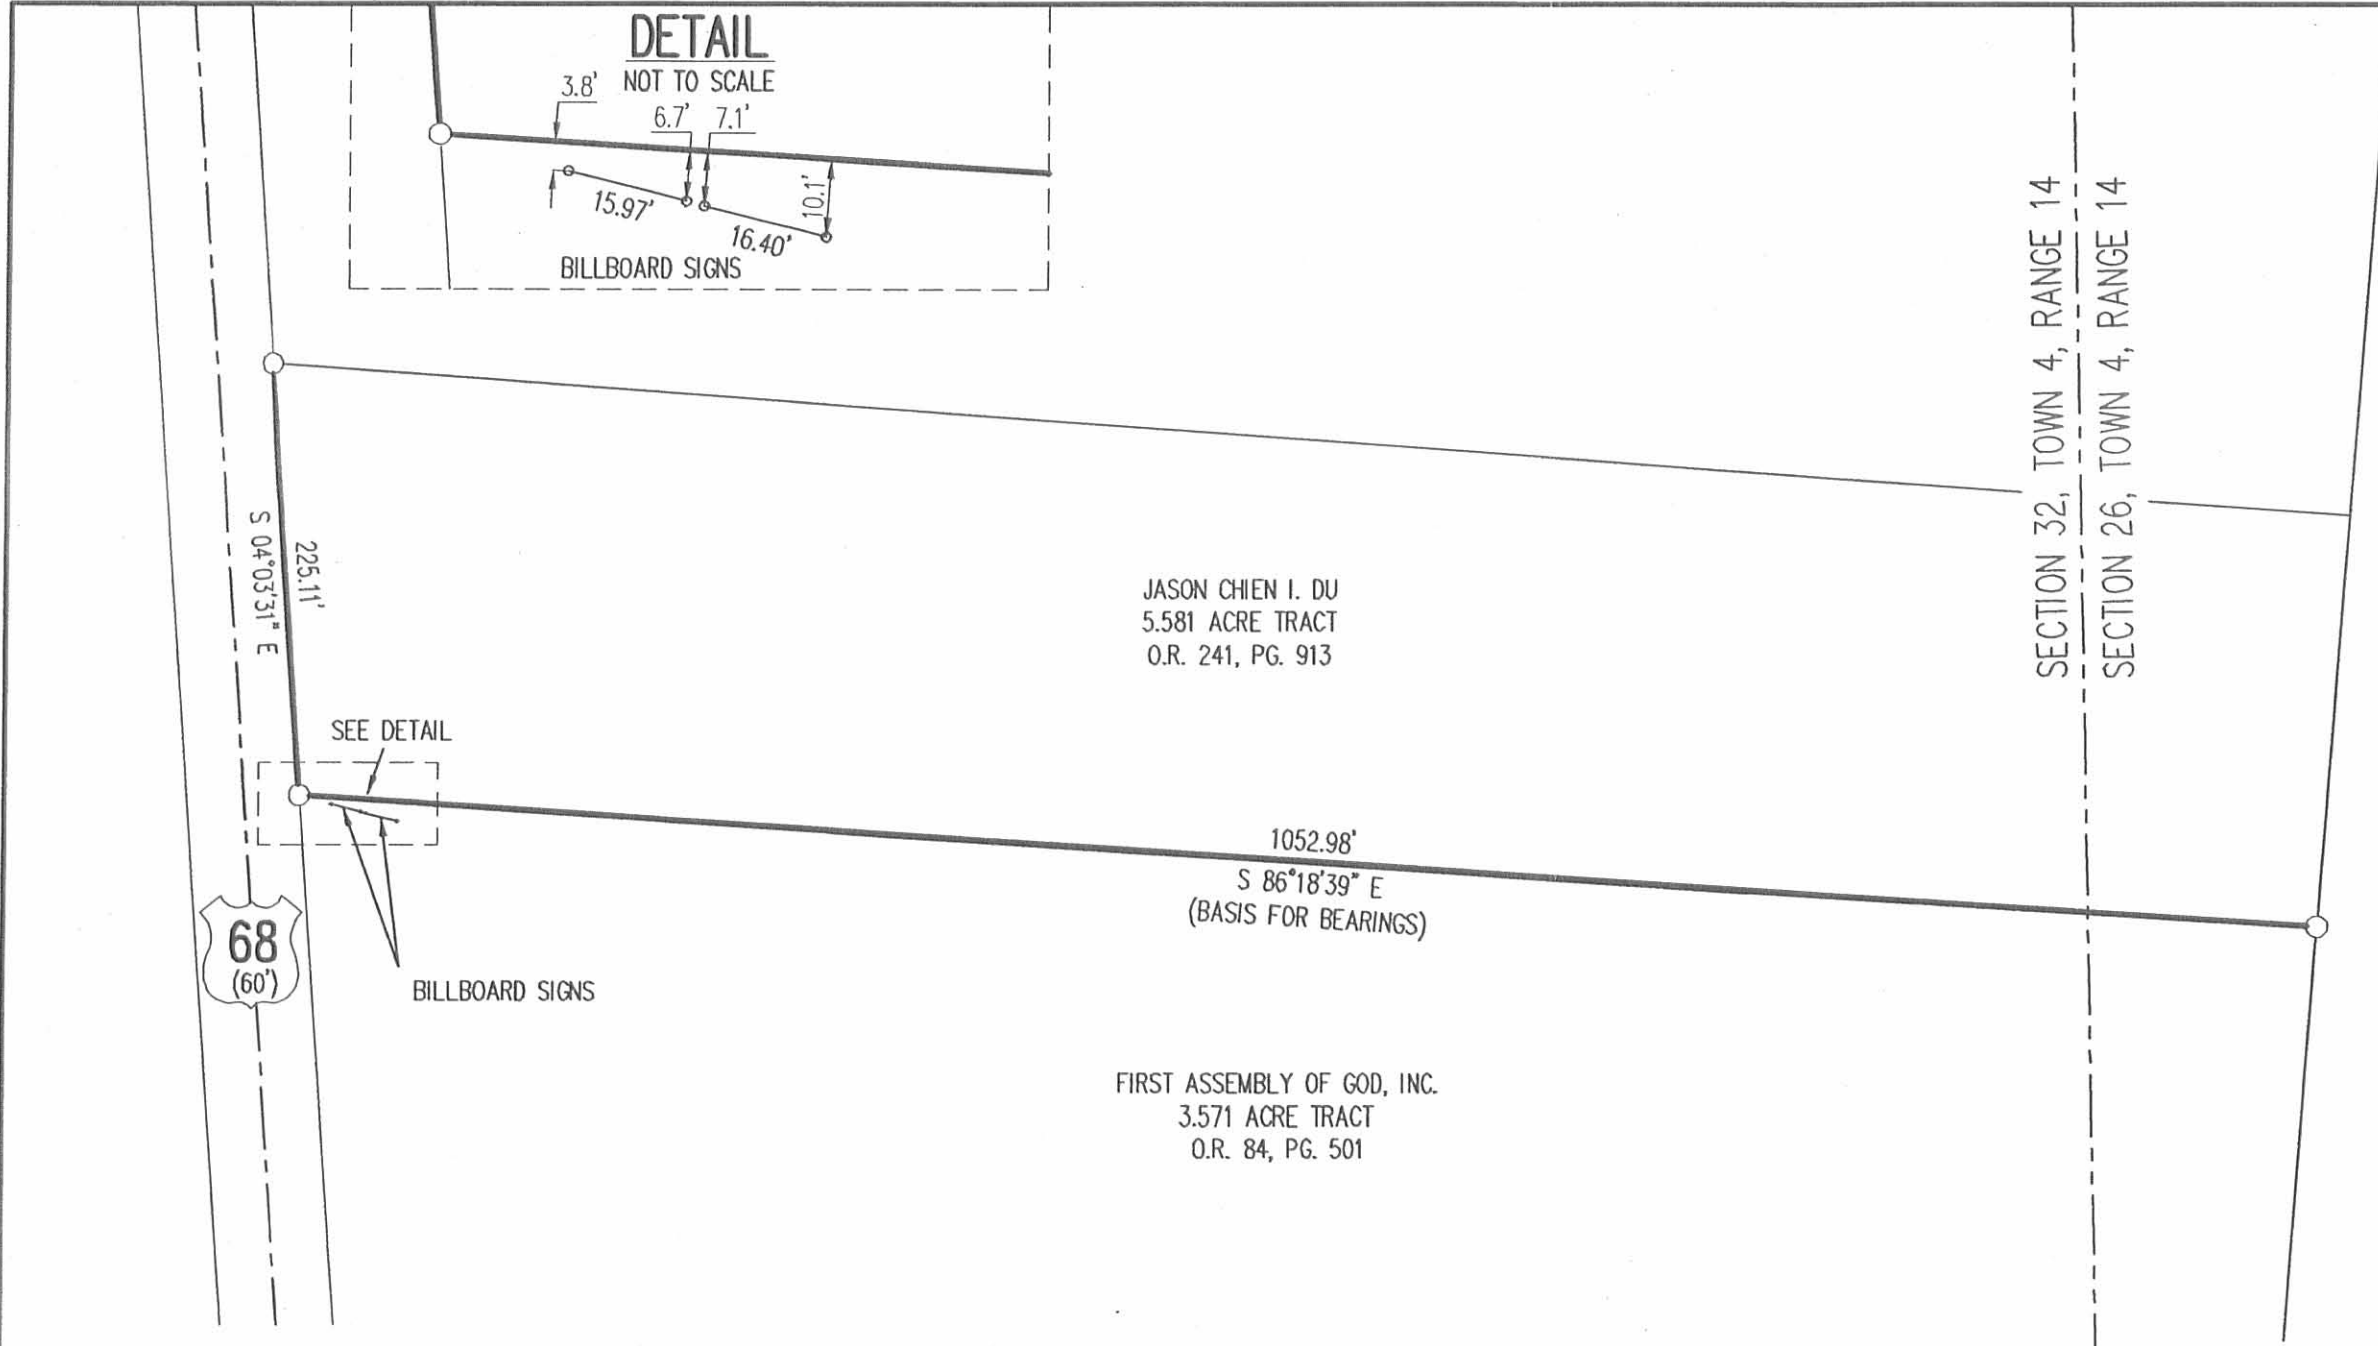 DETAIL
NOT TO SCALE
3.8'
6.7'
7.1'
10.1'
15.97'
16.40'
BILLBOARD SIGNS
SECTION 32, TOWN 4, RANGE 14
SECTION 26, TOWN 4, RANGE 14
225.11'
S 04°03'31" E
JASON CHIEN I. DU
5.581 ACRE TRACT
O.R. 241, PG. 913
SEE DETAIL
1052.98'
S 86°18'39" E
(BASIS FOR BEARINGS)
68
(60')
BILLBOARD SIGNS
FIRST ASSEMBLY OF GOD, INC.
3.571 ACRE TRACT
O.R. 84, PG. 501